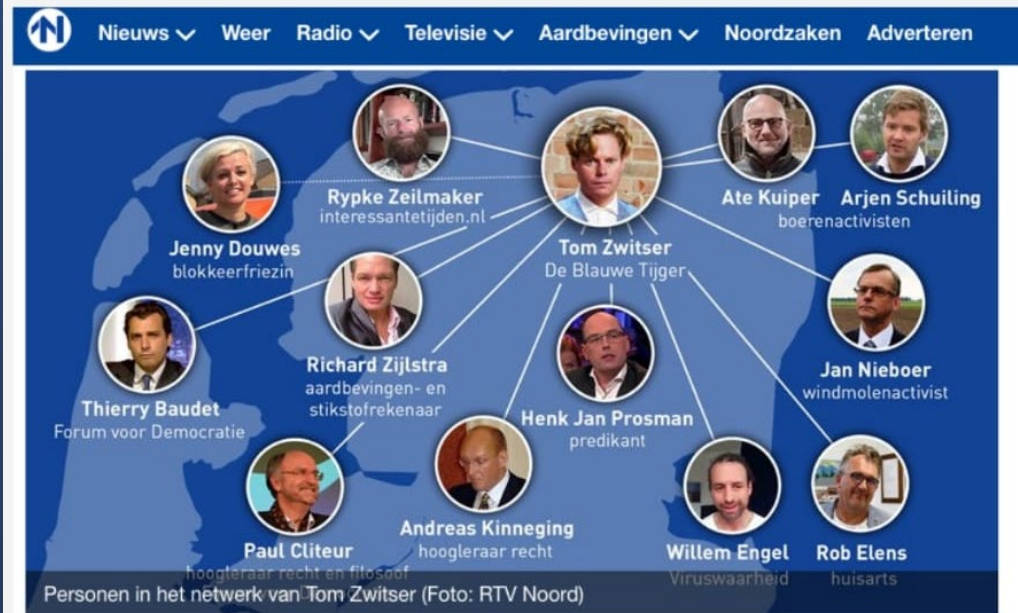 Nieuws Weer Radio Televisie Aardbevingen Noordzaken Adverteren
Rypke Zeilmaker
interessantetijden.nl
Ate Kuiper
Arjen Schuiling
boerenactivisten
Jenny Douwes
blokkeerfriezin
Tom Zwitser
De Blauwe Tijger
Richard Zijlstra
aardbevingen- en
stikstofrekenaar
Jan Nieboer
windmolenactivist
Thierry Baudet
Forum voor Democratie
Henk Jan Prosman
predikant
Andreas Kinneging
hoogleraar recht
Paul Cliteur
hoogleraar recht en filosoof
Willem Engel
Viruswaarheid
Rob Elens
huisarts
Personen in het netwerk van Tom Zwitser (Foto: RTV Noord)